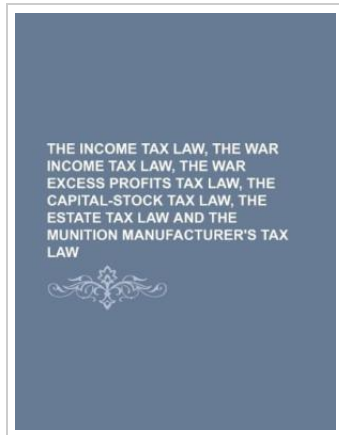 THE INCOME TAX LAW, THE WAR
INCOME TAX LAW, THE WAR
EXCESS PROFITS TAX LAW, THE
CAPITAL-STOCK TAX LAW, THE
ESTATE TAX LAW AND THE
MUNITION MANUFACTURER'S TAX
LAW